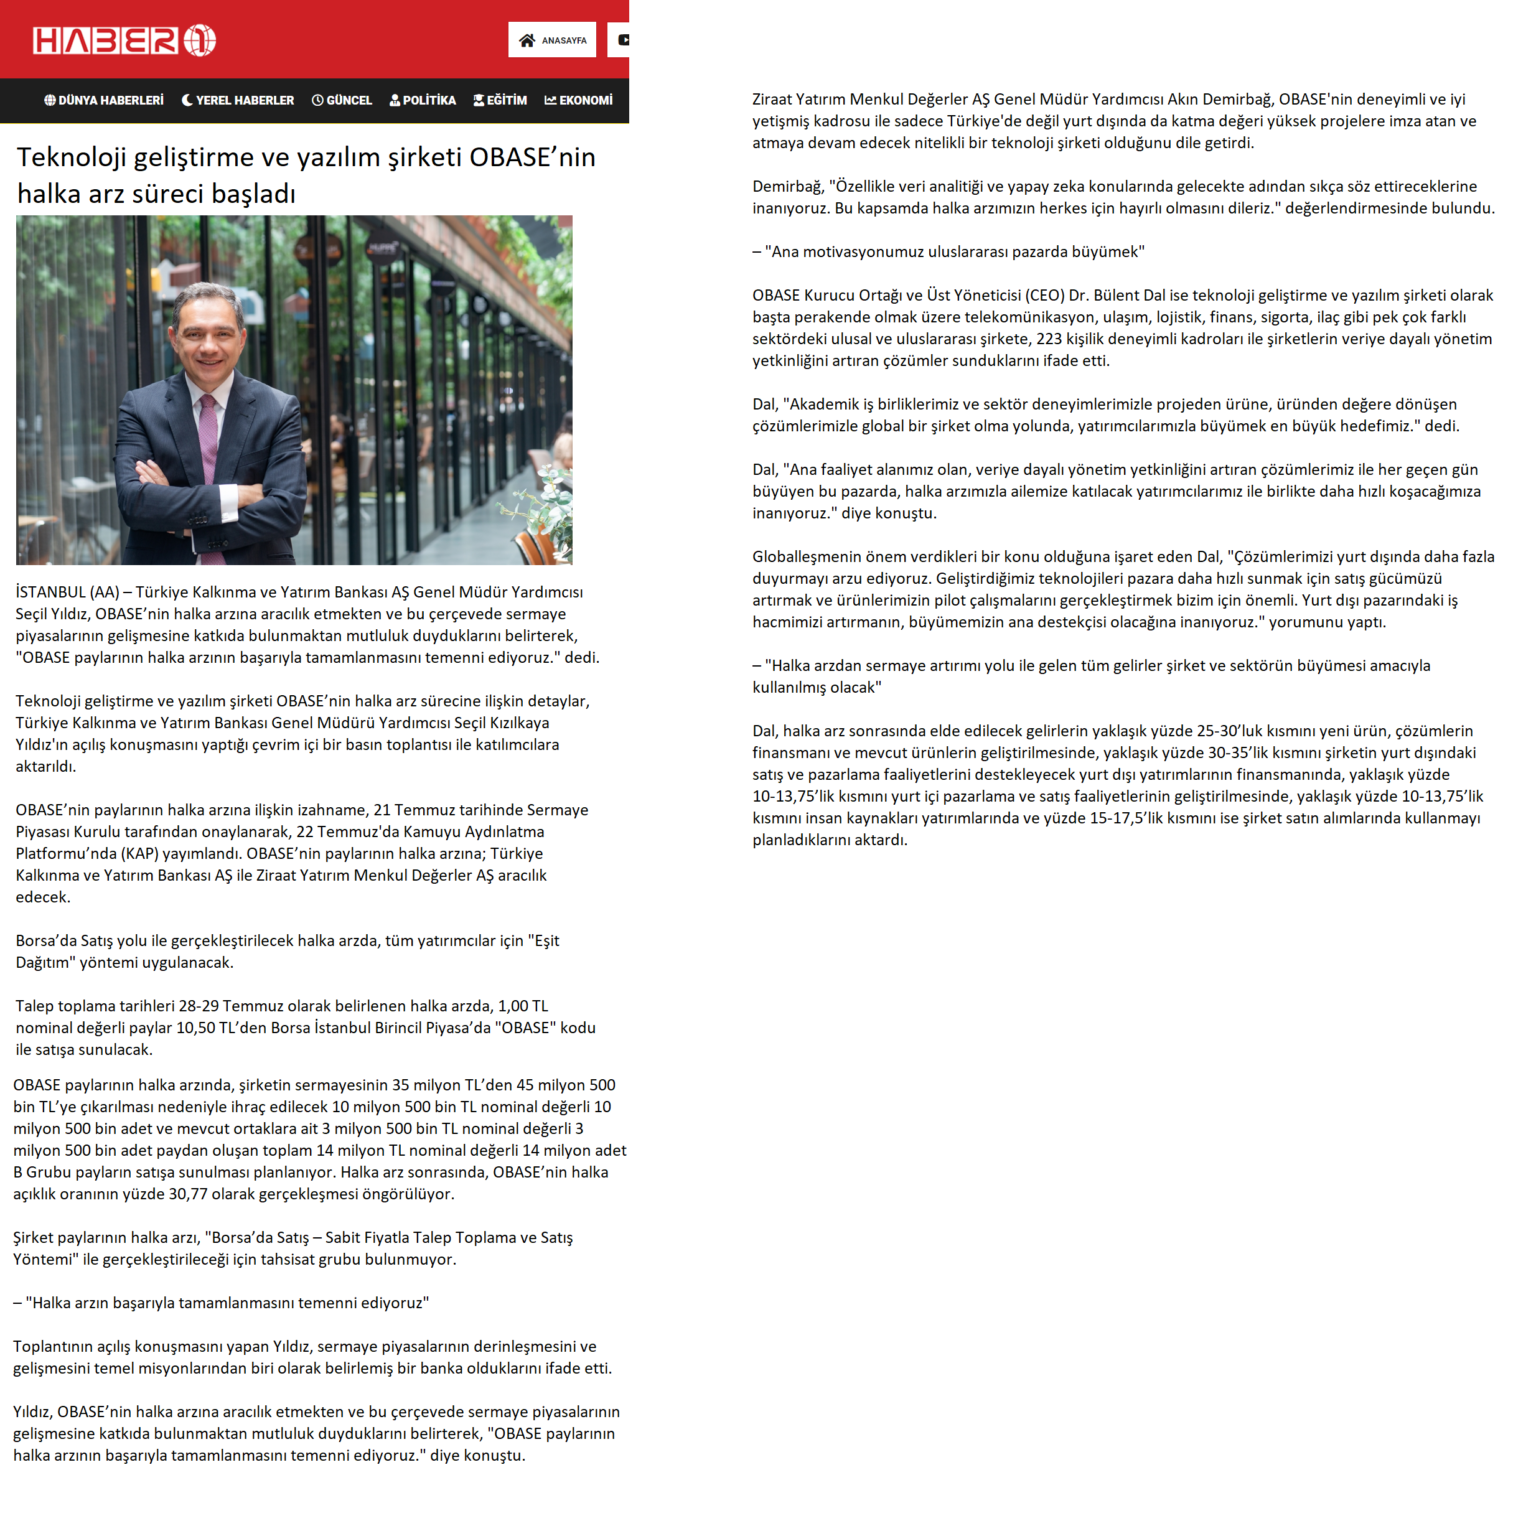 HABER 1
ANASAYFA
DÜNYA HABERLERİ YEREL HABERLER GÜNCEL POLİTİKA EĞİTİM EKONOMİ
Teknoloji geliştirme ve yazılım şirketi OBASE’nin
halka arz süreci başladı
İSTANBUL (AA) – Türkiye Kalkınma ve Yatırım Bankası AŞ Genel Müdür Yardımcısı
Seçil Yıldız, OBASE’nin halka arzına aracılık etmekten ve bu çerçevede sermaye
piyasalarının gelişmesine katkıda bulunmaktan mutluluk duyduklarını belirterek,
"OBASE paylarının halka arzının başarıyla tamamlanmasını temenni ediyoruz." dedi.
Teknoloji geliştirme ve yazılım şirketi OBASE’nin halka arz sürecine ilişkin detaylar,
Türkiye Kalkınma ve Yatırım Bankası Genel Müdürü Yardımcısı Seçil Kızılkaya
Yıldız'ın açılış konuşmasını yaptığı çevrim içi bir basın toplantısı ile katılımcılara
aktarıldı.
OBASE’nin paylarının halka arzına ilişkin izahname, 21 Temmuz tarihinde Sermaye
Piyasası Kurulu tarafından onaylanarak, 22 Temmuz'da Kamuyu Aydınlatma
Platformu’nda (KAP) yayımlandı. OBASE’nin paylarının halka arzına; Türkiye
Kalkınma ve Yatırım Bankası AŞ ile Ziraat Yatırım Menkul Değerler AŞ aracılık
edecek.
Borsa’da Satış yolu ile gerçekleştirilecek halka arzda, tüm yatırımcılar için "Eşit
Dağıtım" yöntemi uygulanacak.
Talep toplama tarihleri 28-29 Temmuz olarak belirlenen halka arzda, 1,00 TL
nominal değerli paylar 10,50 TL’den Borsa İstanbul Birincil Piyasa’da "OBASE" kodu
ile satışa sunulacak.
OBASE paylarının halka arzında, şirketin sermayesinin 35 milyon TL’den 45 milyon 500
bin TL’ye çıkarılması nedeniyle ihraç edilecek 10 milyon 500 bin TL nominal değerli 10
milyon 500 bin adet ve mevcut ortaklara ait 3 milyon 500 bin TL nominal değerli 3
milyon 500 bin adet paydan oluşan toplam 14 milyon TL nominal değerli 14 milyon adet
B Grubu payların satışa sunulması planlanıyor. Halka arz sonrasında, OBASE’nin halka
açıklık oranının yüzde 30,77 olarak gerçekleşmesi öngörülüyor.
Şirket paylarının halka arzı, "Borsa’da Satış – Sabit Fiyatla Talep Toplama ve Satış
Yöntemi" ile gerçekleştirileceği için tahsisat grubu bulunmuyor.
– "Halka arzın başarıyla tamamlanmasını temenni ediyoruz"
Toplantının açılış konuşmasını yapan Yıldız, sermaye piyasalarının derinleşmesini ve
gelişmesini temel misyonlarından biri olarak belirlemiş bir banka olduklarını ifade etti.
Yıldız, OBASE’nin halka arzına aracılık etmekten ve bu çerçevede sermaye piyasalarının
gelişmesine katkıda bulunmaktan mutluluk duyduklarını belirterek, "OBASE paylarının
halka arzının başarıyla tamamlanmasını temenni ediyoruz." diye konuştu.
Ziraat Yatırım Menkul Değerler AŞ Genel Müdür Yardımcısı Akın Demirbağ, OBASE'nin deneyimli ve iyi
yetişmiş kadrosu ile sadece Türkiye'de değil yurt dışında da katma değeri yüksek projelere imza atan ve
atmaya devam edecek nitelikli bir teknoloji şirketi olduğunu dile getirdi.
Demirbağ, "Özellikle veri analitiği ve yapay zeka konularında gelecekte adından sıkça söz ettireceklerine
inanıyoruz. Bu kapsamda halka arzımızın herkes için hayırlı olmasını dileriz." değerlendirmesinde bulundu.
– "Ana motivasyonumuz uluslararası pazarda büyümek"
OBASE Kurucu Ortağı ve Üst Yöneticisi (CEO) Dr. Bülent Dal ise teknoloji geliştirme ve yazılım şirketi olarak
başta perakende olmak üzere telekomünikasyon, ulaşım, lojistik, finans, sigorta, ilaç gibi pek çok farklı
sektördeki ulusal ve uluslararası şirkete, 223 kişilik deneyimli kadroları ile şirketlerin veriye dayalı yönetim
yetkinliğini artıran çözümler sunduklarını ifade etti.
Dal, "Akademik iş birliklerimiz ve sektör deneyimlerimizle projeden ürüne, üründen değere dönüşen
çözümlerimizle global bir şirket olma yolunda, yatırımcılarımızla büyümek en büyük hedefimiz." dedi.
Dal, "Ana faaliyet alanımız olan, veriye dayalı yönetim yetkinliğini artıran çözümlerimiz ile her geçen gün
büyüyen bu pazarda, halka arzımızla ailemize katılacak yatırımcılarımız ile birlikte daha hızlı koşacağımıza
inanıyoruz." diye konuştu.
Globalleşmenin önem verdikleri bir konu olduğuna işaret eden Dal, "Çözümlerimizi yurt dışında daha fazla
duyurmayı arzu ediyoruz. Geliştirdiğimiz teknolojileri pazara daha hızlı sunmak için satış gücümüzü
artırmak ve ürünlerimizin pilot çalışmalarını gerçekleştirmek bizim için önemli. Yurt dışı pazarındaki iş
hacmimizi artırmanın, büyümemizin ana destekçisi olacağına inanıyoruz." yorumunu yaptı.
– "Halka arzdan sermaye artırımı yolu ile gelen tüm gelirler şirket ve sektörün büyümesi amacıyla
kullanılmış olacak"
Dal, halka arz sonrasında elde edilecek gelirlerin yaklaşık yüzde 25-30’luk kısmını yeni ürün, çözümlerin
finansmanı ve mevcut ürünlerin geliştirilmesinde, yaklaşık yüzde 30-35’lik kısmını şirketin yurt dışındaki
satış ve pazarlama faaliyetlerini destekleyecek yurt dışı yatırımlarının finansmanında, yaklaşık yüzde
10-13,75’lik kısmını yurt içi pazarlama ve satış faaliyetlerinin geliştirilmesinde, yaklaşık yüzde 10-13,75’lik
kısmını insan kaynakları yatırımlarında ve yüzde 15-17,5’lik kısmını ise şirket satın alımlarında kullanmayı
planladıklarını aktardı.